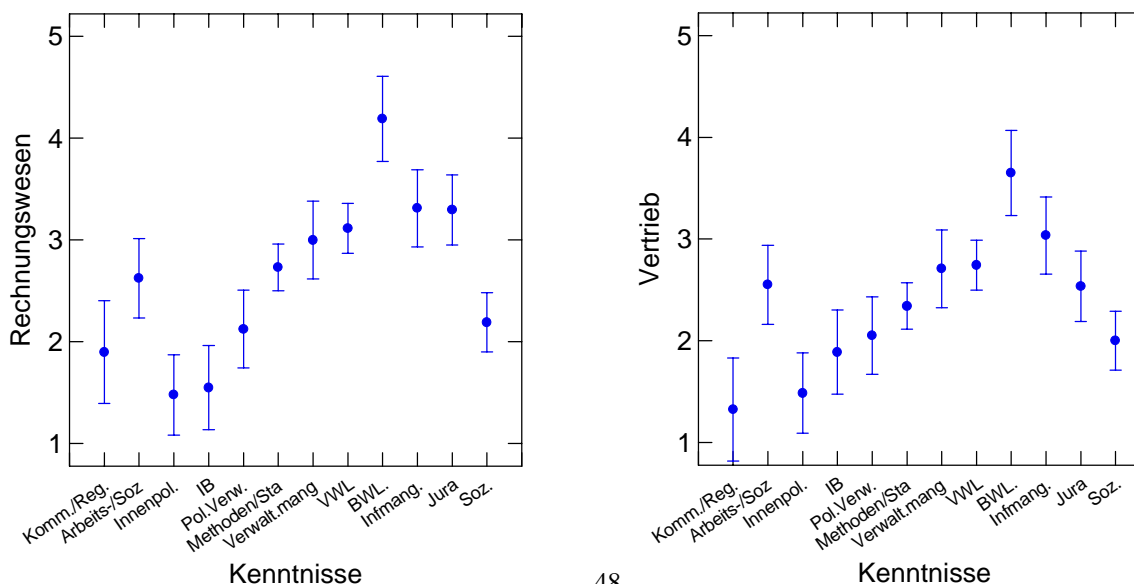 Rechnungswesen
5
4
3
2
1
Komm./Reg.
Arbeits-/Soz
Innenpol.
IB
Pol.Verw.
Methoden/Sta
Verwalt.mang
VWL
BWL.
Infmang.
Jura
Soz.
Kenntnisse
Vertrieb
5
4
3
2
1
Komm./Reg.
Arbeits-/Soz
Innenpol.
IB
Pol.Verw.
Methoden/Sta
Verwalt.mang
VWL
BWL.
Infmang.
Jura
Soz.
Kenntnisse
48